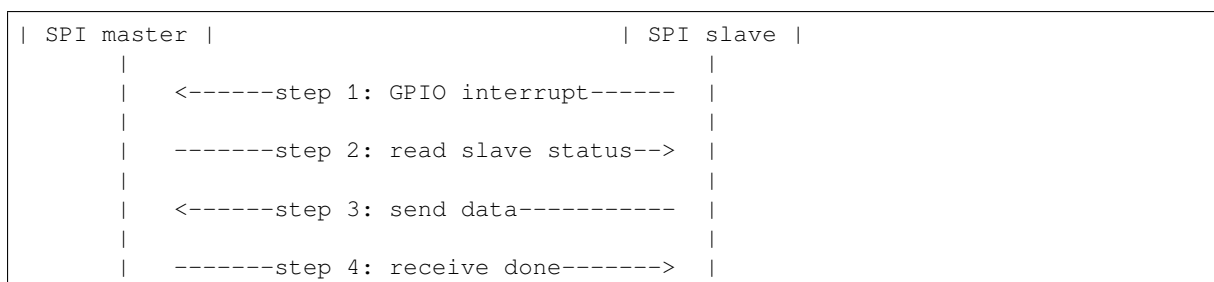 | SPI master |                                | SPI slave |
      |                                             |
      |   <------step 1: GPIO interrupt------  |
      |                                             |
      |   -------step 2: read slave status-->  |
      |                                             |
      |   <------step 3: send data-----------  |
      |                                             |
      |   -------step 4: receive done------->  |